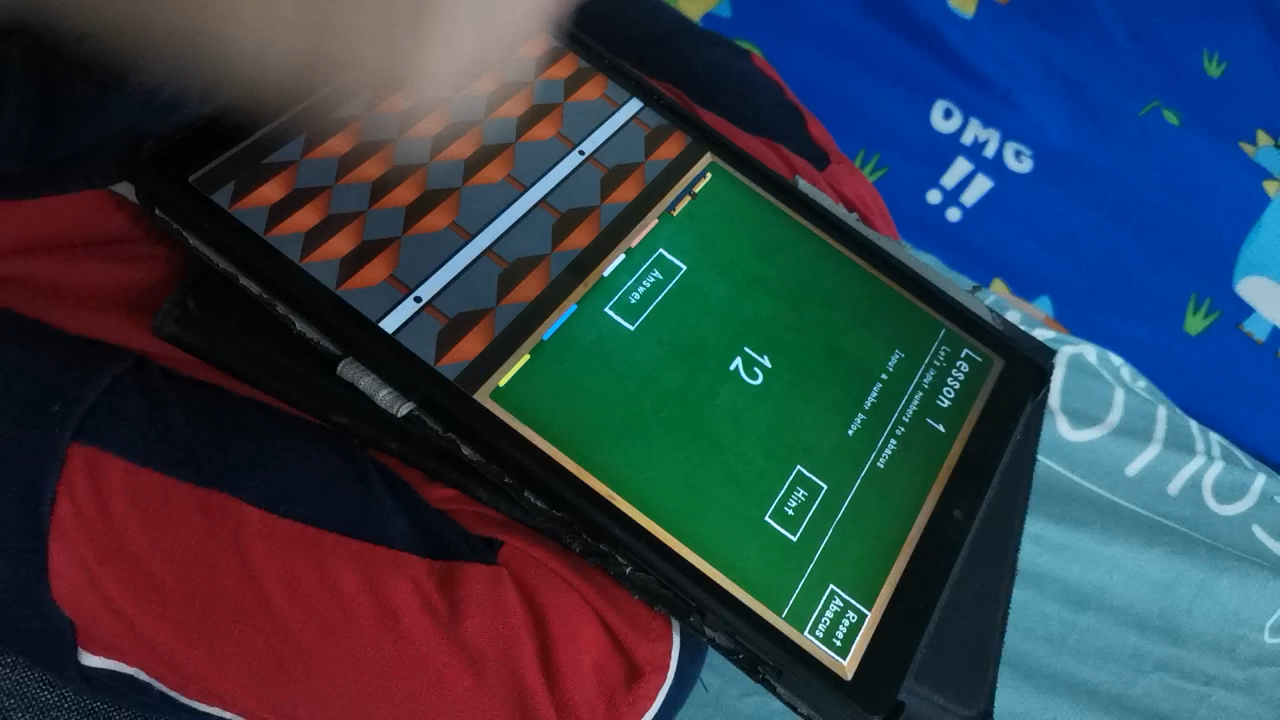 Lesson 1
Let's input numbers to abacus
Reset
Abacus
Input a number below
Hint
12
Answer
OMG
!!